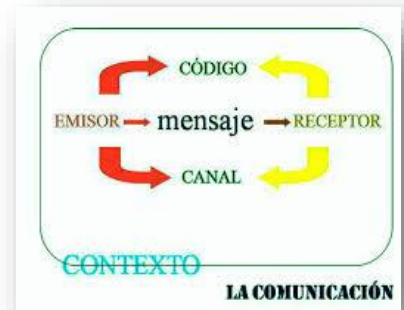 CÓDIGO
EMISOR mensaje RECEPTOR
CANAL
CONTEXTO
LA COMUNICACIÓN